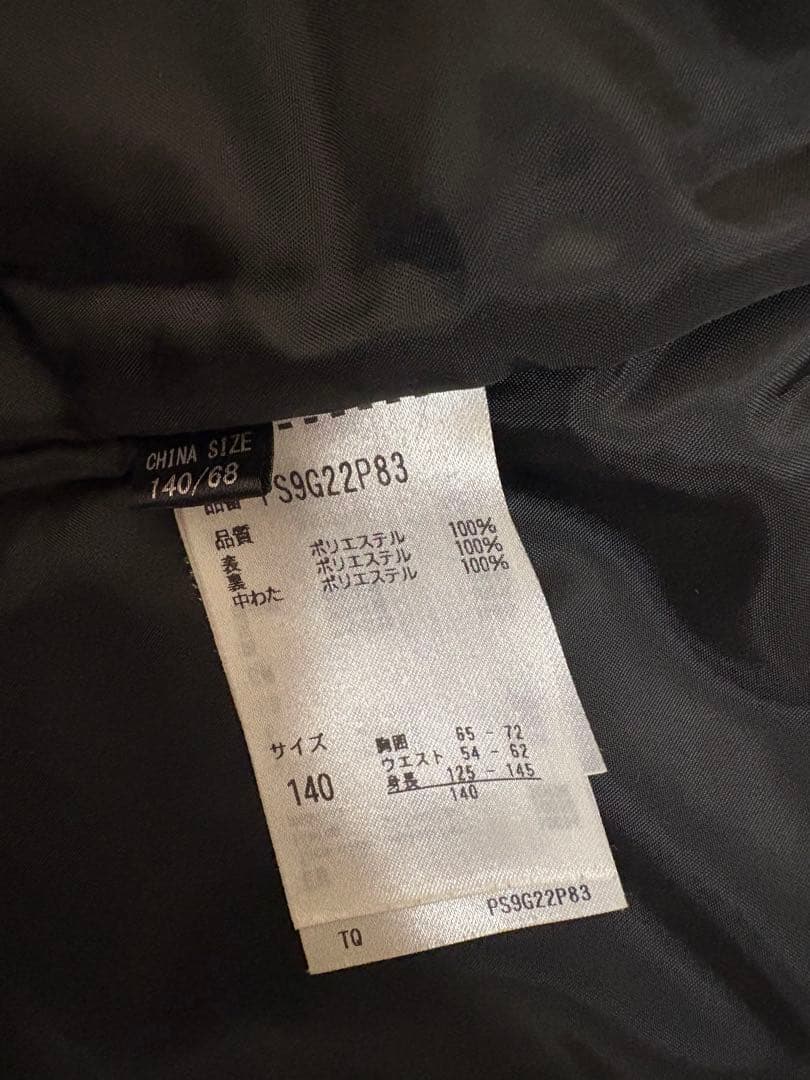 CHINA SIZE
140/68
品番 PS9G22P83
品質
表 ポリエステル 100%
裏 ポリエステル 100%
中わた ポリエステル 100%
サイズ
140
胸囲 65 - 72
ウエスト 54 - 62
身長 125 - 145
140
PS9G22P83
TQ